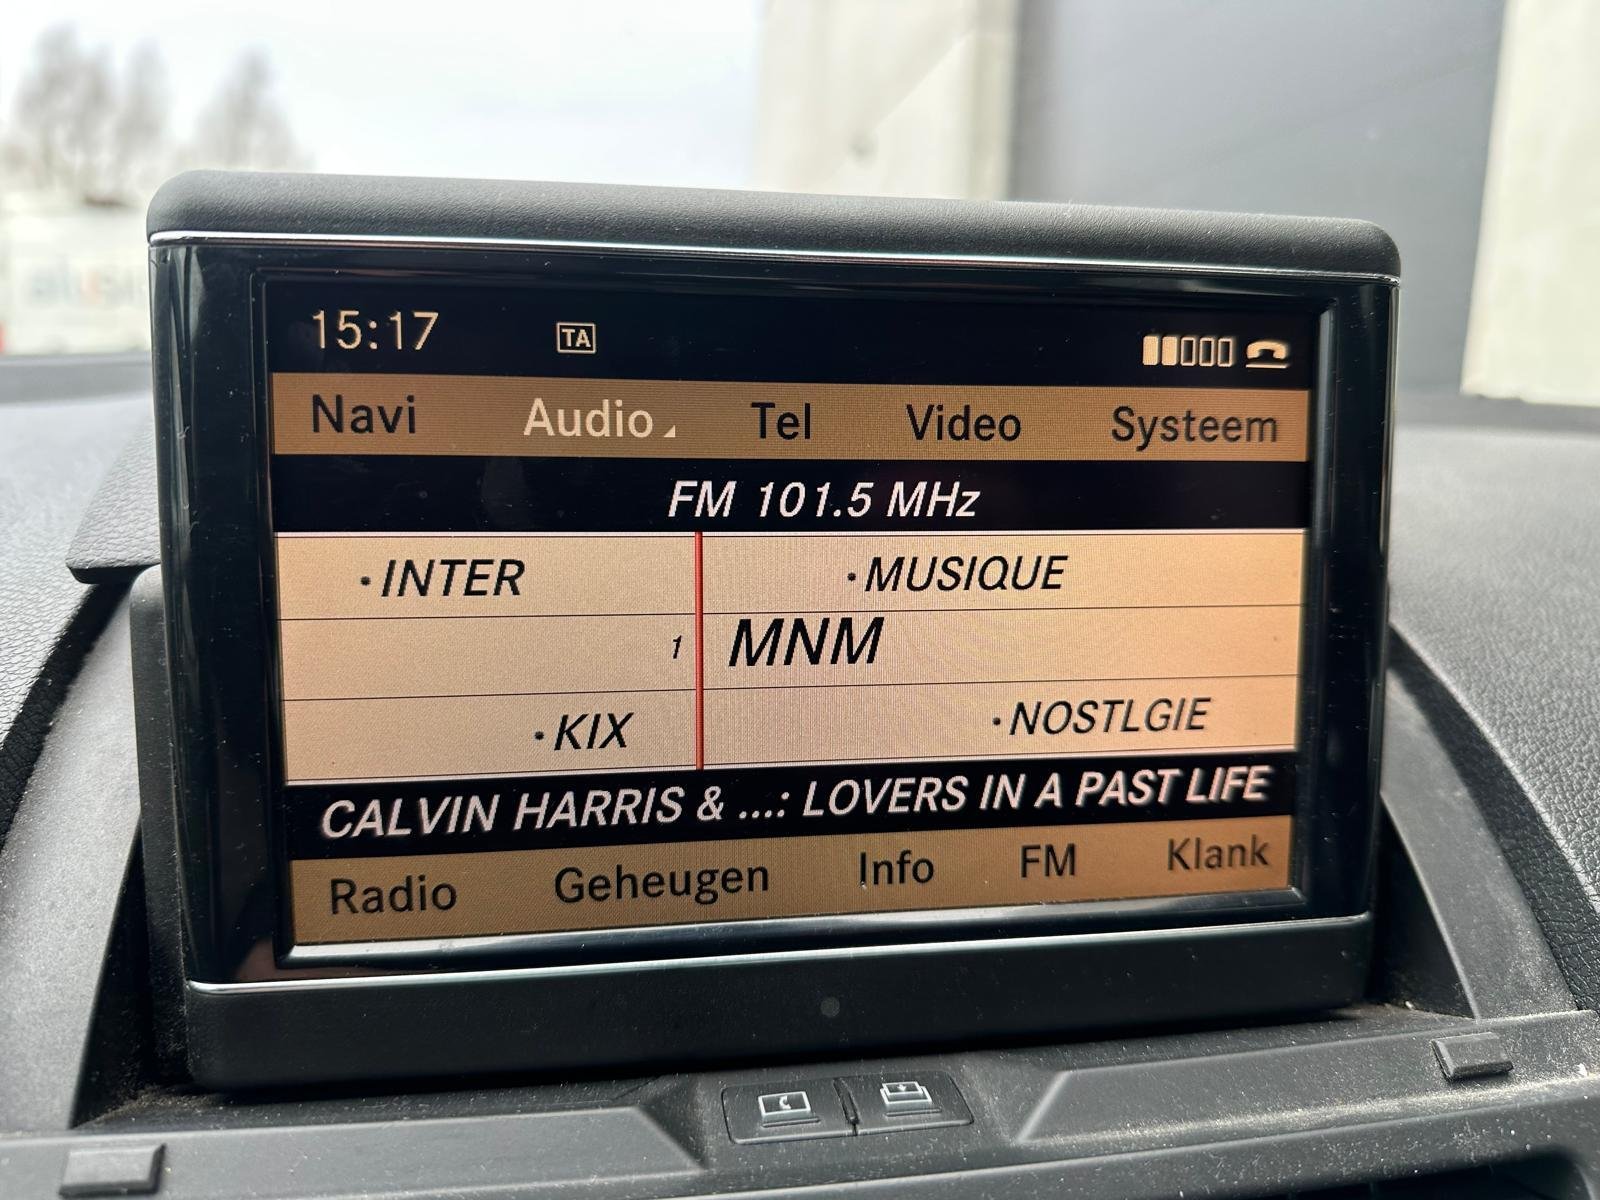 15:17 TA
Navi Audio Tel Video Systeem
FM 101.5 MHz
·INTER ·MUSIQUE
1 MNM
·KIX ·NOSTLGIE
CALVIN HARRIS & ...: LOVERS IN A PAST LIFE
Radio Geheugen Info FM Klank